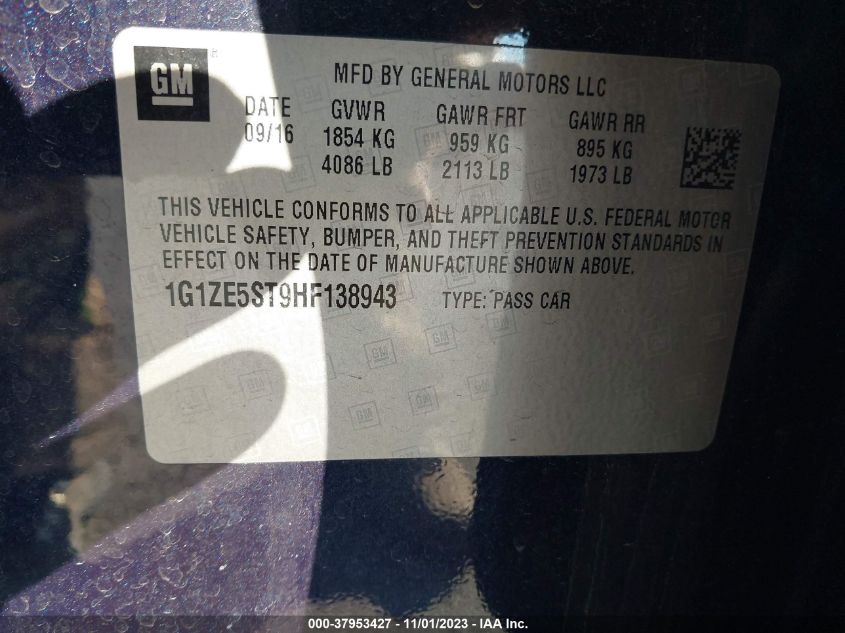 GM ®
MFD BY GENERAL MOTORS LLC
DATE GVWR GAWR FRT GAWR RR
09/16 1854 KG 959 KG 895 KG
4086 LB 2113 LB 1973 LB
THIS VEHICLE CONFORMS TO ALL APPLICABLE U.S. FEDERAL MOTOR
VEHICLE SAFETY, BUMPER, AND THEFT PREVENTION STANDARDS IN
EFFECT ON THE DATE OF MANUFACTURE SHOWN ABOVE.
1G1ZE5ST9HF138943 TYPE: PASS CAR
000-37953427 - 11/01/2023 - IAA Inc.